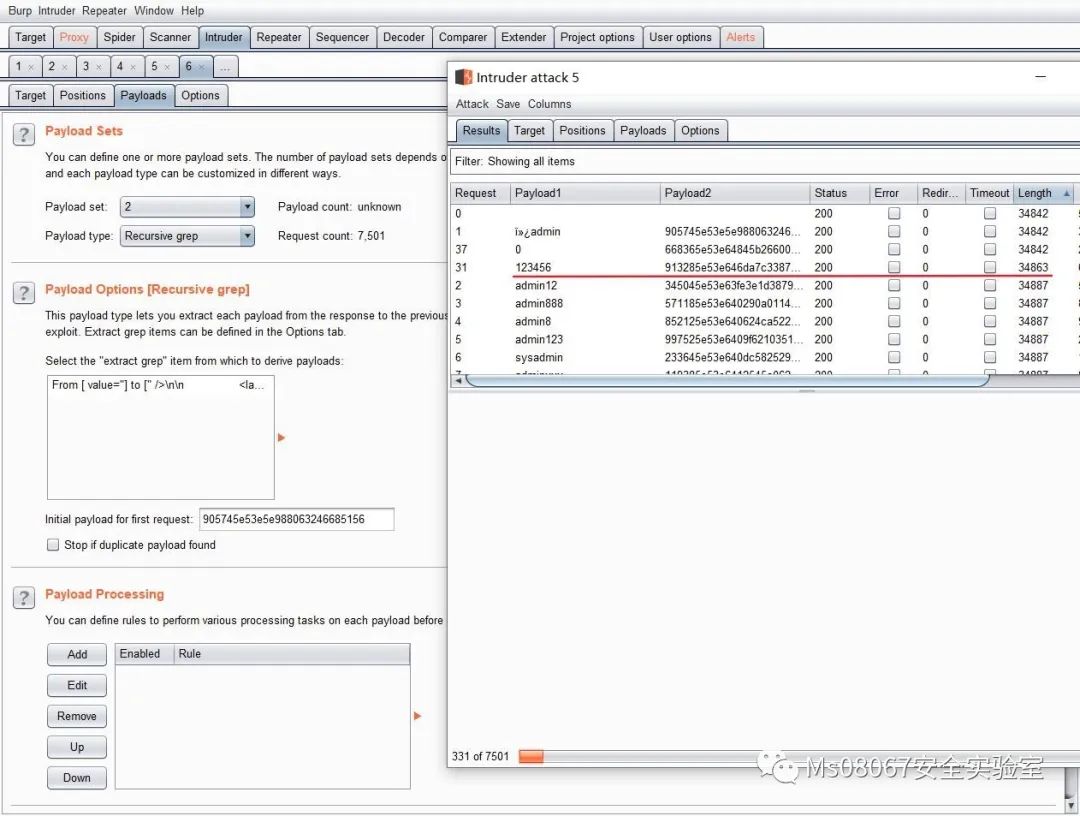 Burp Intruder Repeater Window Help
Target Proxy Spider Scanner Intruder Repeater Sequencer Decoder Comparer Extender Project options User options Alerts
1 × 2 × 3 × 4 × 5 × 6 × ...
Target Positions Payloads Options
? Payload Sets
You can define one or more payload sets. The number of payload sets depends o
and each payload type can be customized in different ways.
Payload set: 2 Payload count: unknown
Payload type: Recursive grep Request count: 7,501
? Payload Options [Recursive grep]
This payload type lets you extract each payload from the response to the previous
exploit. Extract grep items can be defined in the Options tab.
Select the "extract grep" item from which to derive payloads:
From [ value="] to [" />\n\n <la...
Initial payload for first request: 905745e53e5e988063246685156
Stop if duplicate payload found
? Payload Processing
You can define rules to perform various processing tasks on each payload before
Add
Edit
Remove
Up
Down
Enabled Rule
Intruder attack 5
Attack Save Columns
Results Target Positions Payloads Options
Filter: Showing all items
Request Payload1 Payload2 Status Error Redir... Timeout Length
0 200 0 34842
1 ï»¿admin 905745e53e5e988063246... 200 0 34842
37 0 668365e53e64845b26600... 200 0 34842
31 123456 913285e53e646da7c3387... 200 0 34863
2 admin12 345045e53e63fe3e1d3879... 200 0 34887
3 admin888 571185e53e640290a0114... 200 0 34887
4 admin8 852125e53e640624ca522... 200 0 34887
5 admin123 997525e53e6409f6210351... 200 0 34887
6 sysadmin 233645e53e640dc582529... 200 0 34887
331 of 7501
Ms08067安全实验室